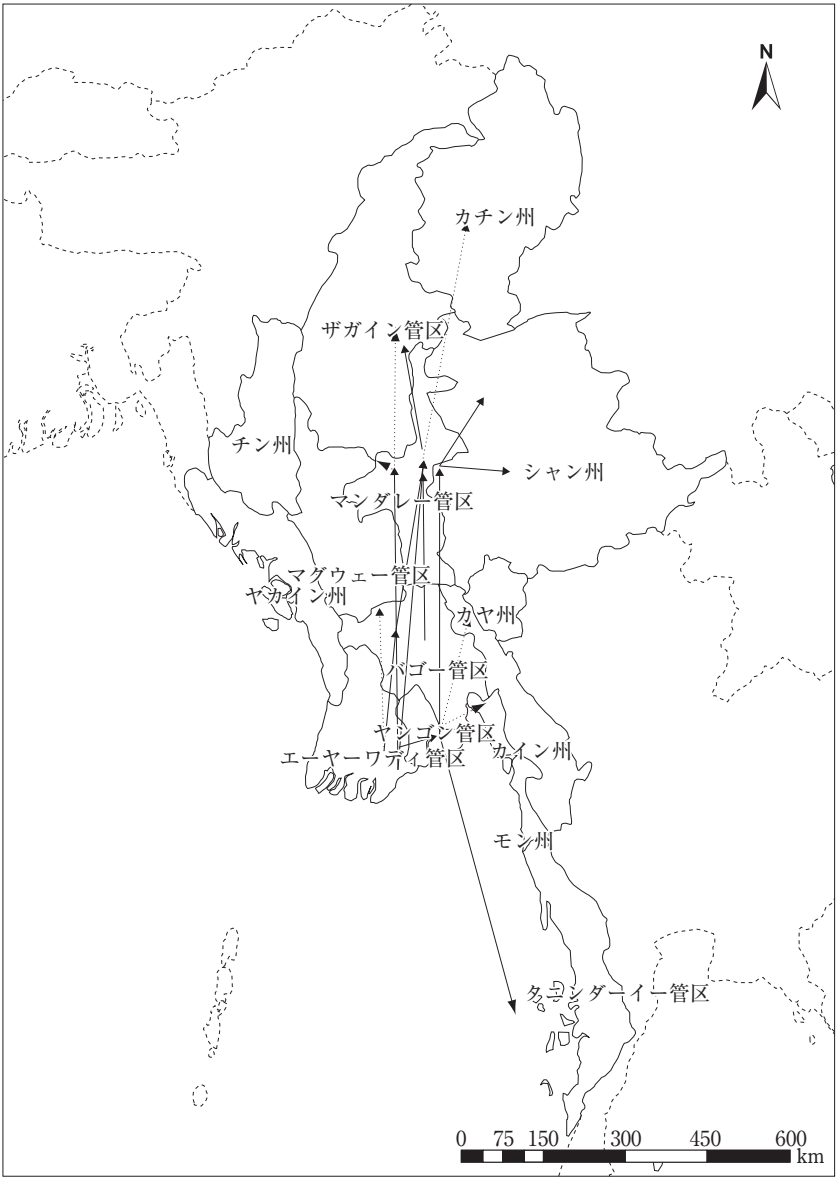 N
カチン州
ザガイン管区
チン州
シャン州
マンダレー管区
マグウェー管区
ヤカイン州
カヤ州
バゴー管区
ヤンゴン管区
エーヤーワディ管区
カイン州
モン州
タニンダーイー管区
0 75 150 300 450 600
km